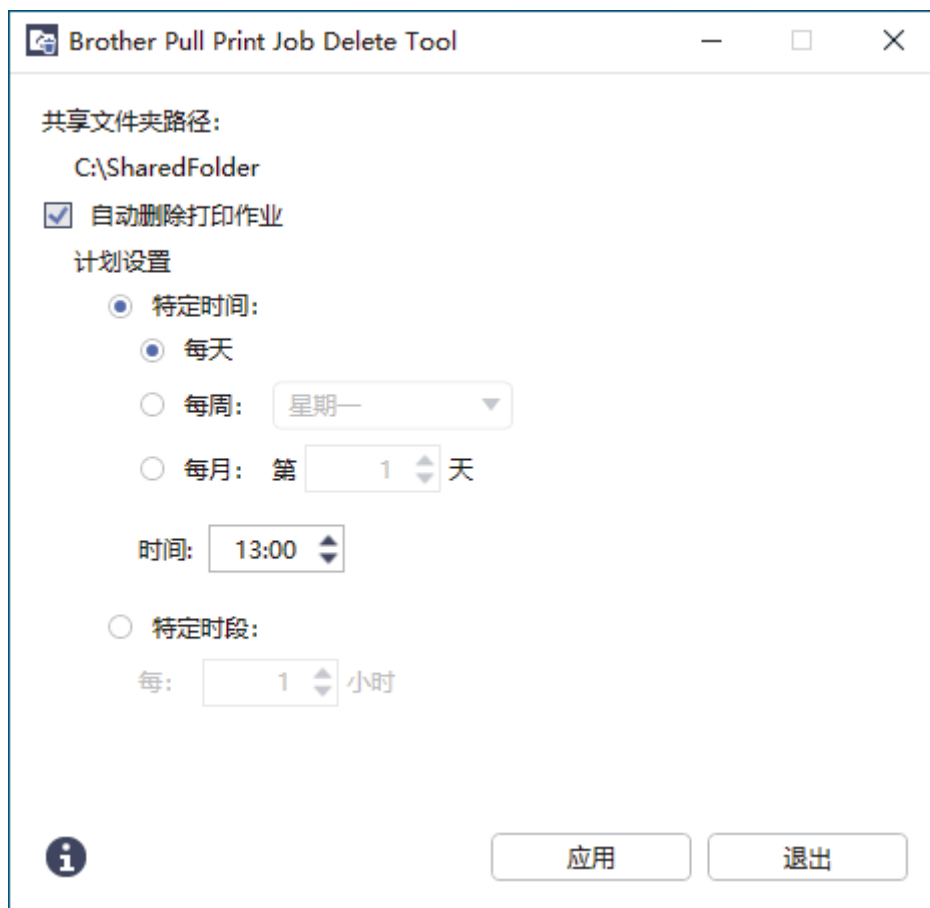 Brother Pull Print Job Delete Tool
共享文件夹路径:
C:\SharedFolder
自动删除打印作业
计划设置
特定时间:
每天
每周: 星期一
每月: 第 1 天
时间: 13:00
特定时段:
每: 1 小时
应用 退出